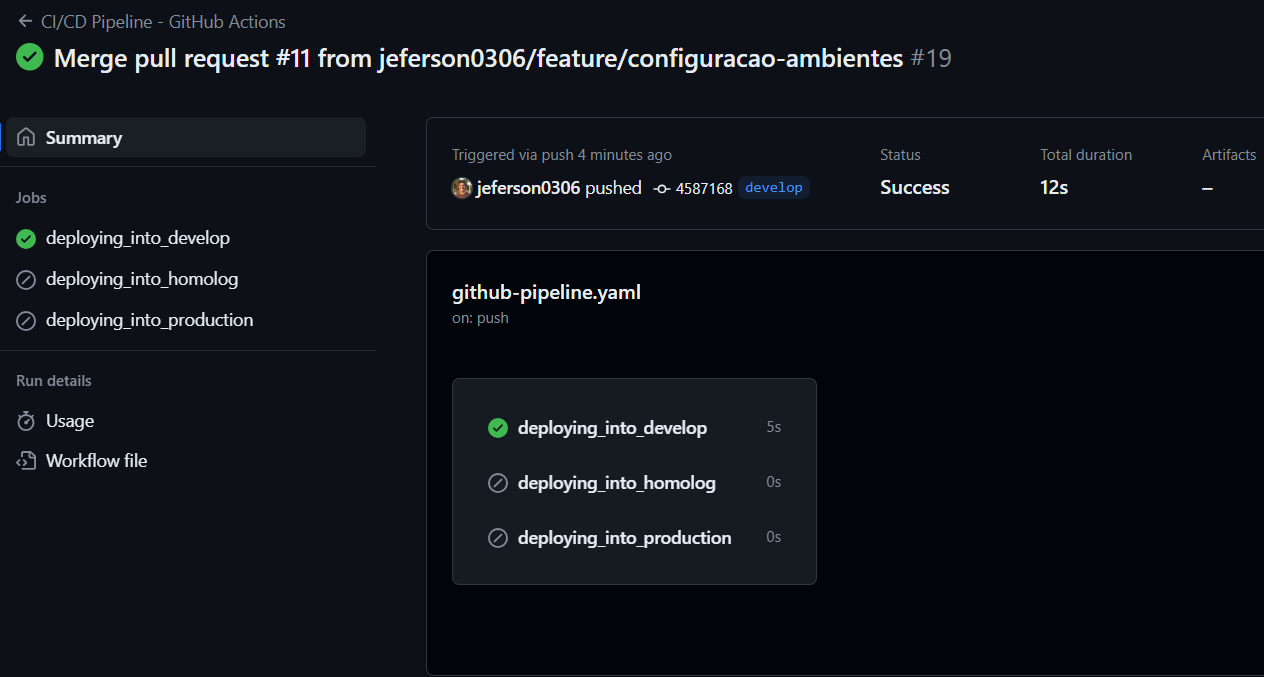 CI/CD Pipeline - GitHub Actions
Merge pull request #11 from jeferson0306/feature/configuracao-ambientes #19
Summary
Jobs
deploying_into_develop
deploying_into_homolog
deploying_into_production
Run details
Usage
Workflow file
Triggered via push 4 minutes ago
jeferson0306 pushed 4587168 develop
Status
Success
Total duration
12s
Artifacts
–
github-pipeline.yaml
on: push
deploying_into_develop 5s
deploying_into_homolog 0s
deploying_into_production 0s